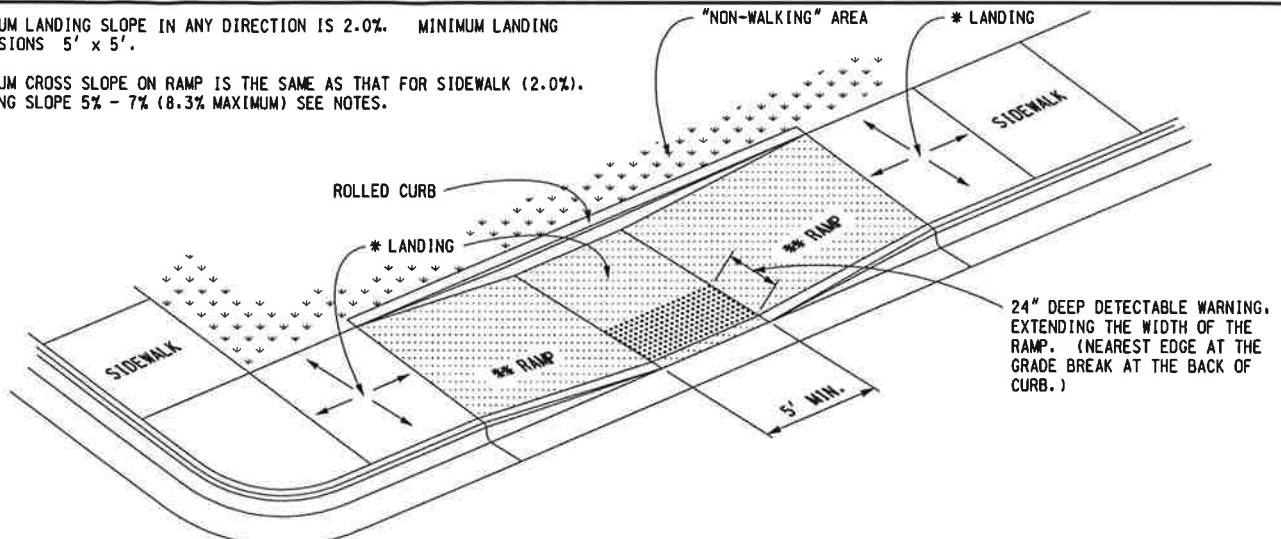 UM LANDING SLOPE IN ANY DIRECTION IS 2.0%. MINIMUM LANDING
SIONS 5' x 5'.
UM CROSS SLOPE ON RAMP IS THE SAME AS THAT FOR SIDEWALK (2.0%).
NG SLOPE 5% - 7% (8.3% MAXIMUM) SEE NOTES.
"NON-WALKING" AREA
* LANDING
SIDEWALK
ROLLED CURB
** RAMP
* LANDING
24" DEEP DETECTABLE WARNING,
EXTENDING THE WIDTH OF THE
RAMP. (NEAREST EDGE AT THE
GRADE BREAK AT THE BACK OF
CURB.)
SIDEWALK
** RAMP
5' MIN.